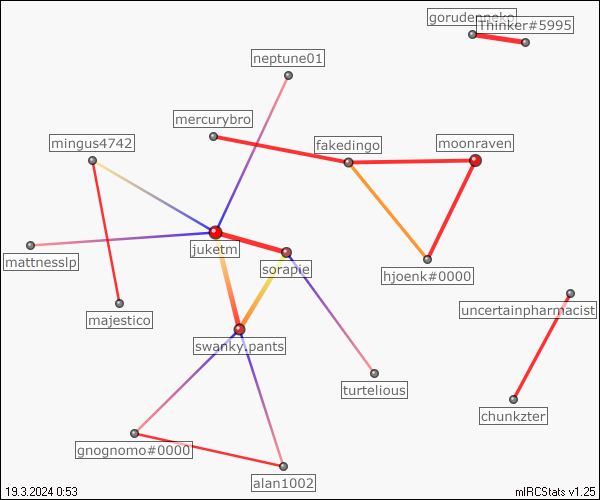 gorudenneko
Thinker#5995
neptune01
mercurybro
mingus4742
fakedingo
moonraven
juketm
mattnesslp
sorapie
hjoenk#0000
uncertainpharmacist
majestico
swanky.pants
turtelious
chunkzter
gnognomo#0000
alan1002
19.3.2024 0:53
mIRCStats v1.25